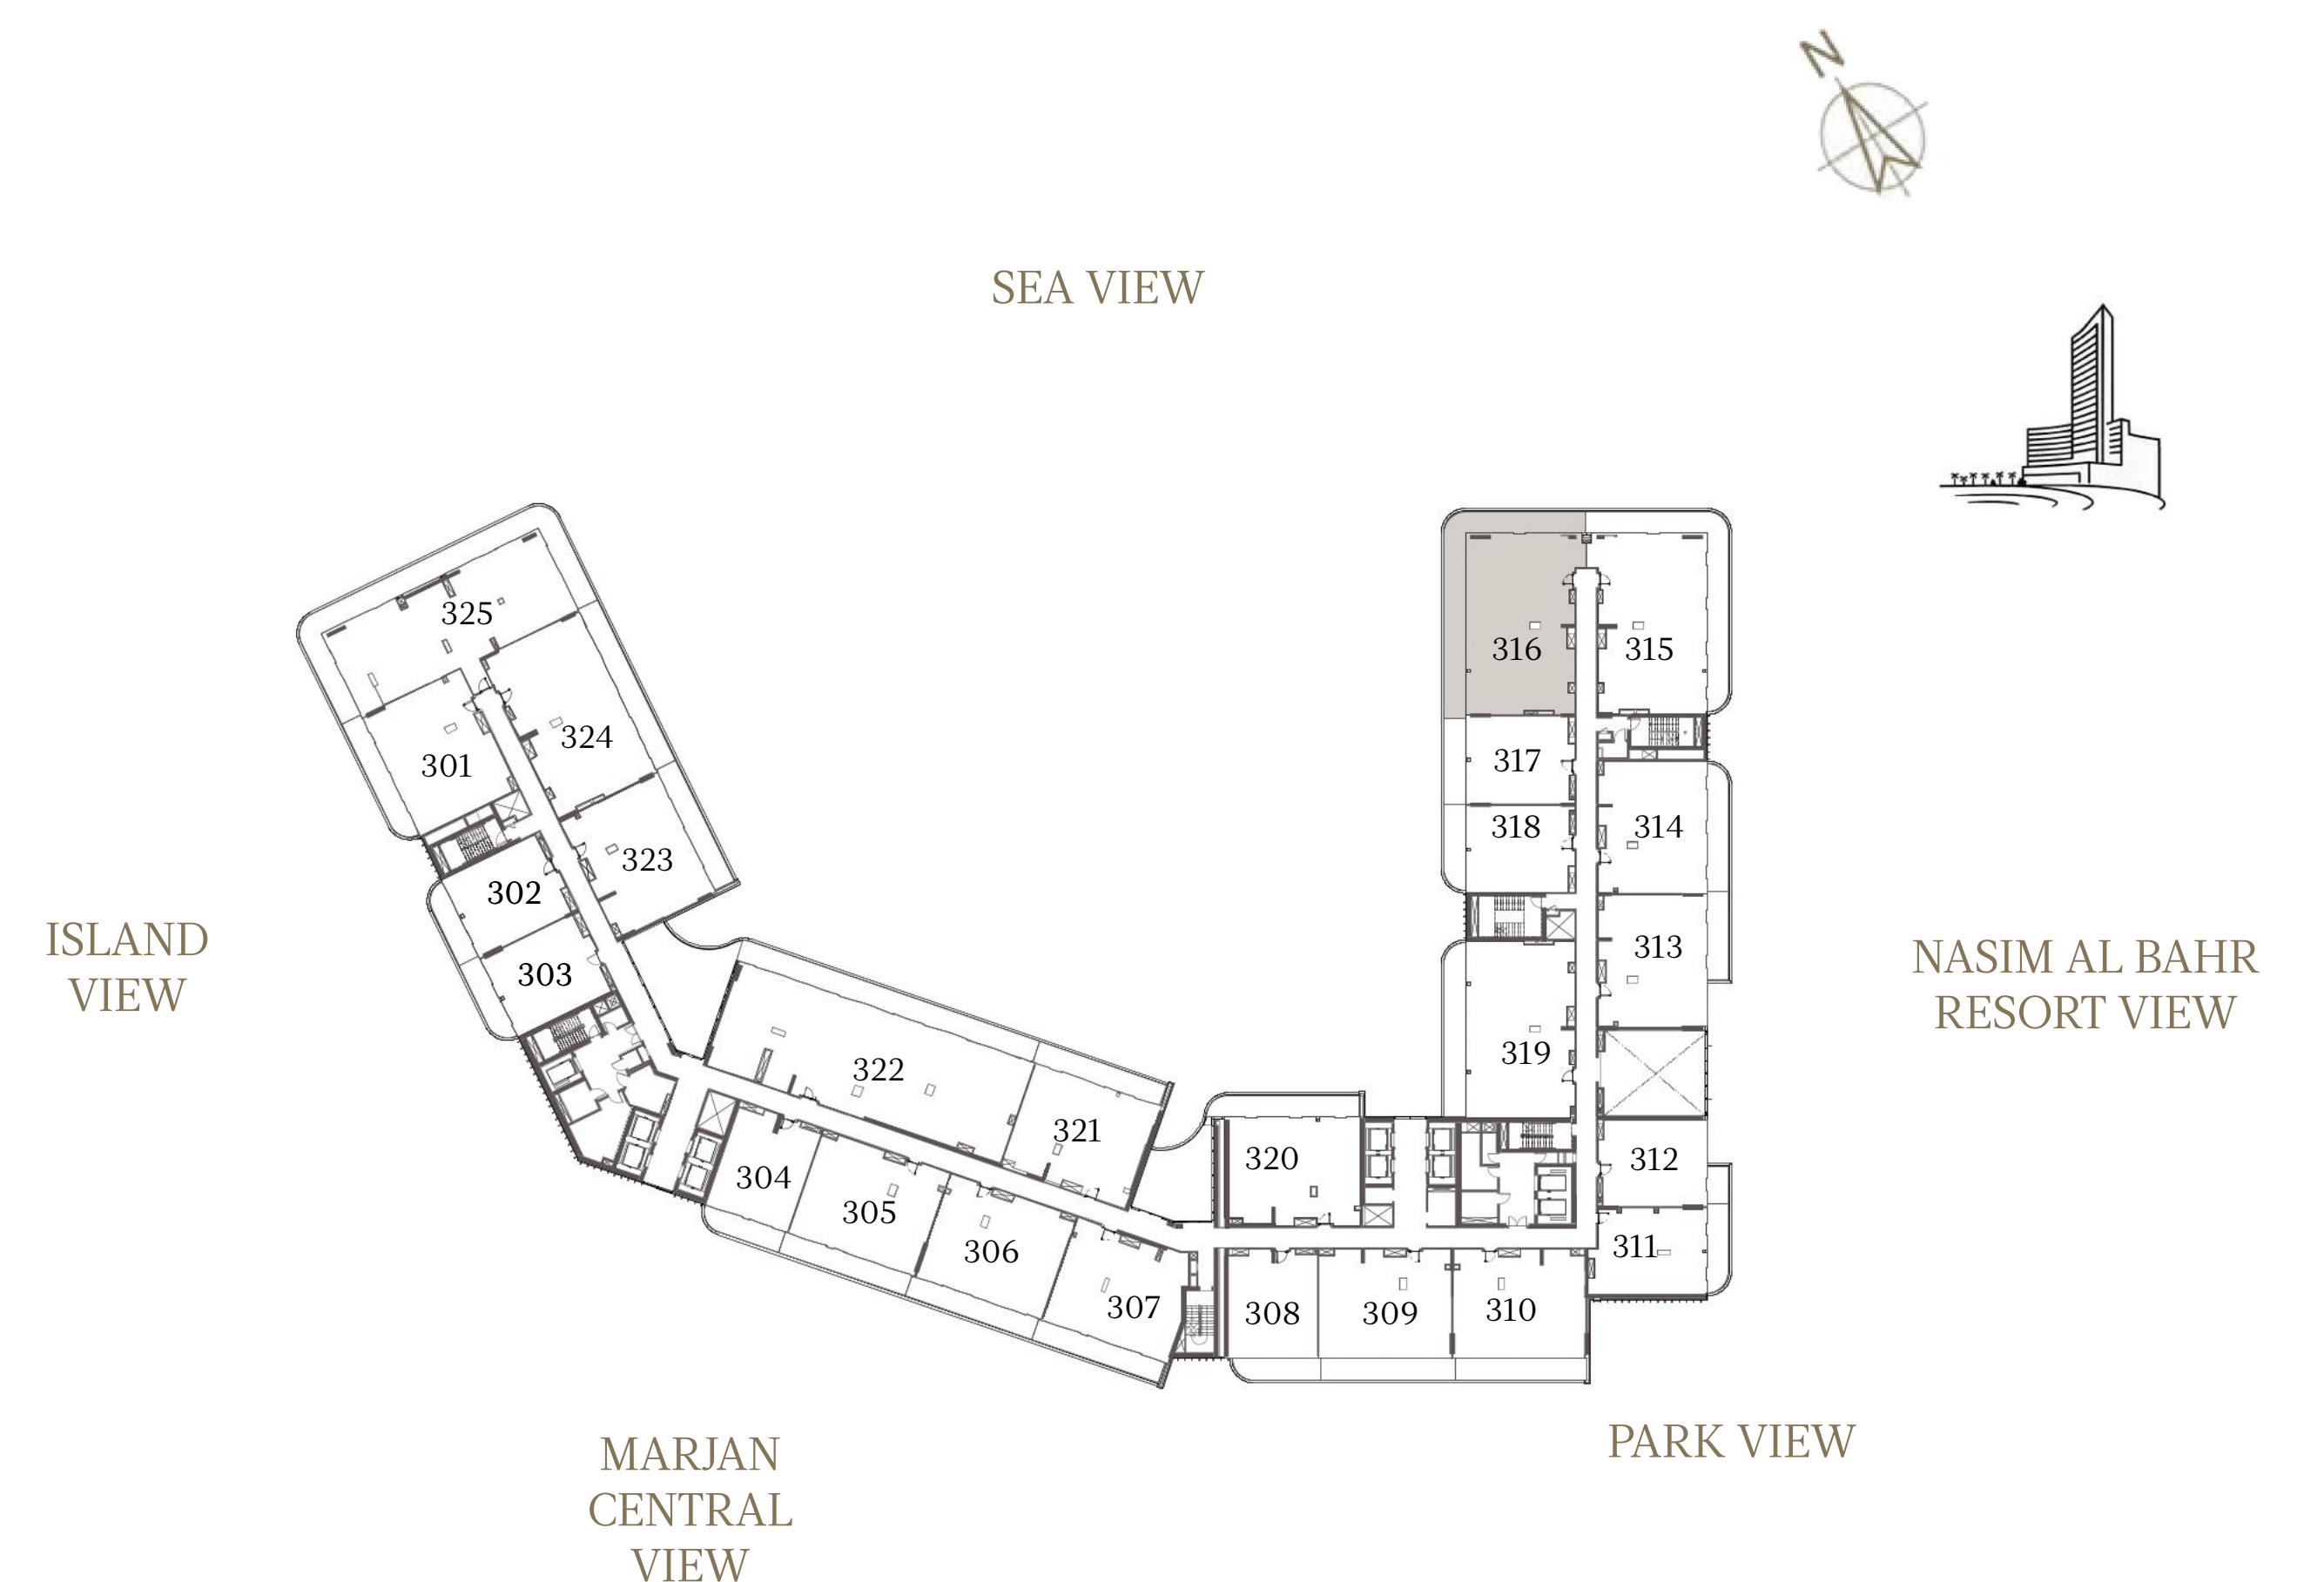 N
SEA VIEW
325
316
315
324
301
317
318
314
323
302
303
313
ISLAND
VIEW
NASIM AL BAHR
RESORT VIEW
322
319
321
320
312
304
305
306
311
307
308
309
310
PARK VIEW
MARJAN
CENTRAL
VIEW